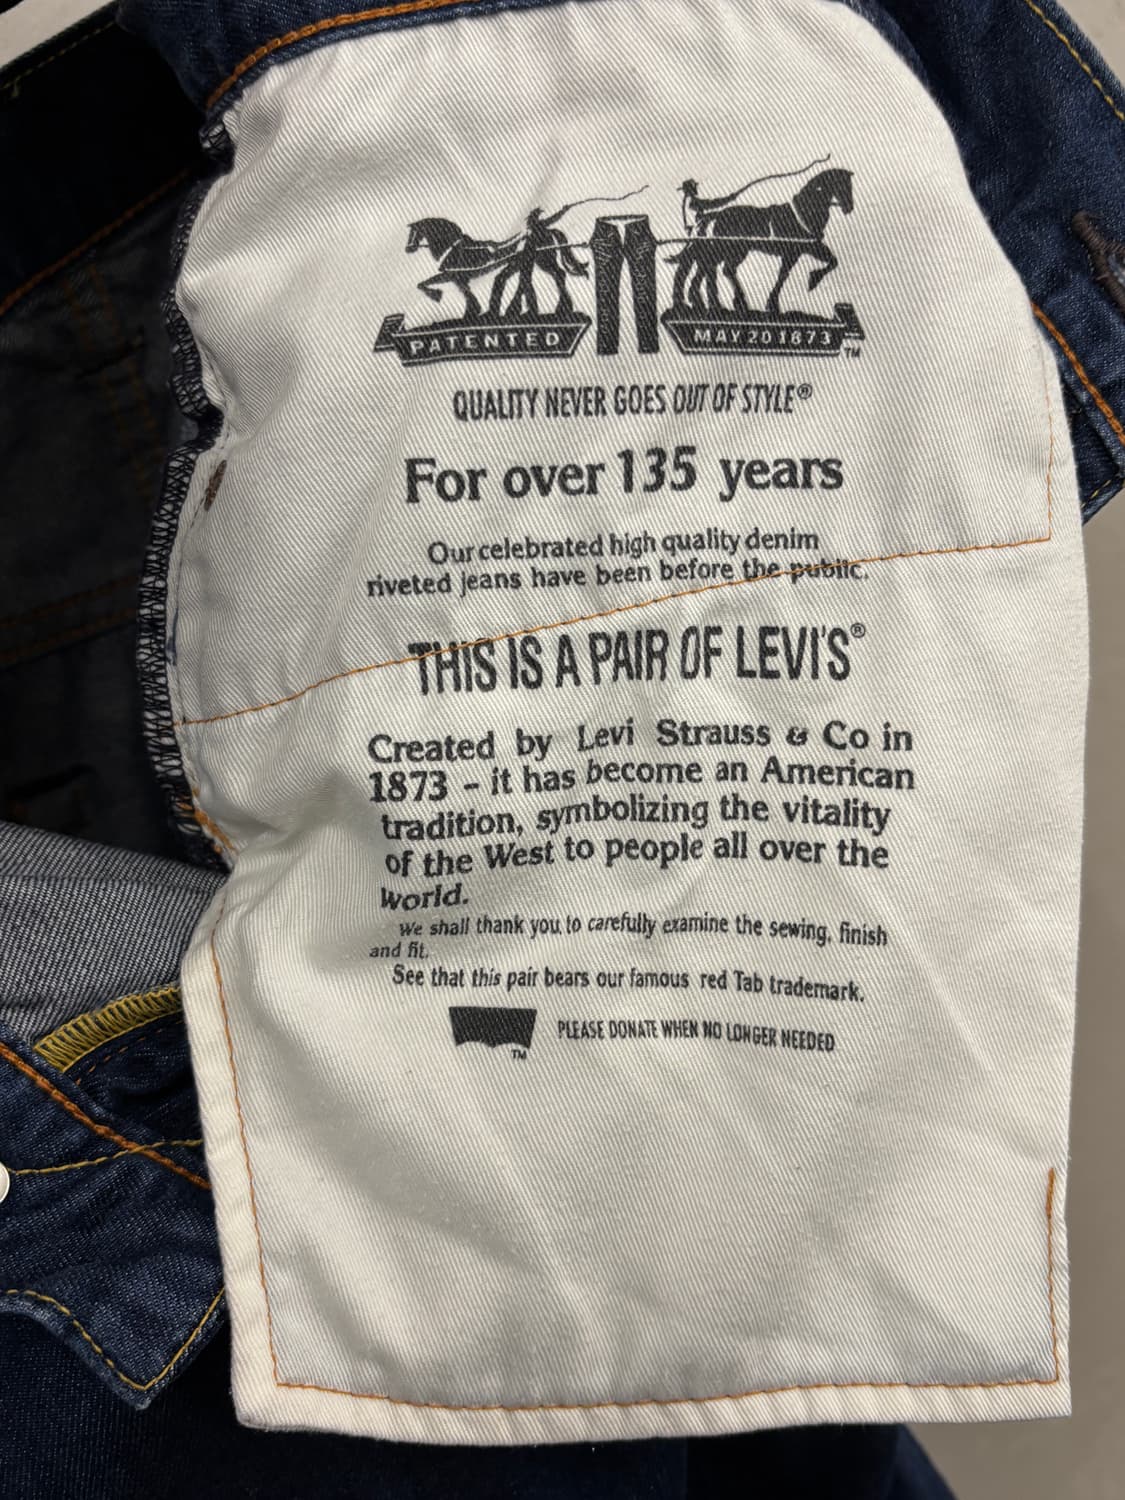 PATENTED MAY 20 1873 ™
QUALITY NEVER GOES OUT OF STYLE®
For over 135 years
Our celebrated high quality denim
riveted jeans have been before the public.
THIS IS A PAIR OF LEVI'S®
Created by Levi Strauss & Co in
1873 – it has become an American
tradition, symbolizing the vitality
of the West to people all over the
world.
We shall thank you to carefully examine the sewing, finish
and fit.
See that this pair bears our famous red Tab trademark.
™ PLEASE DONATE WHEN NO LONGER NEEDED